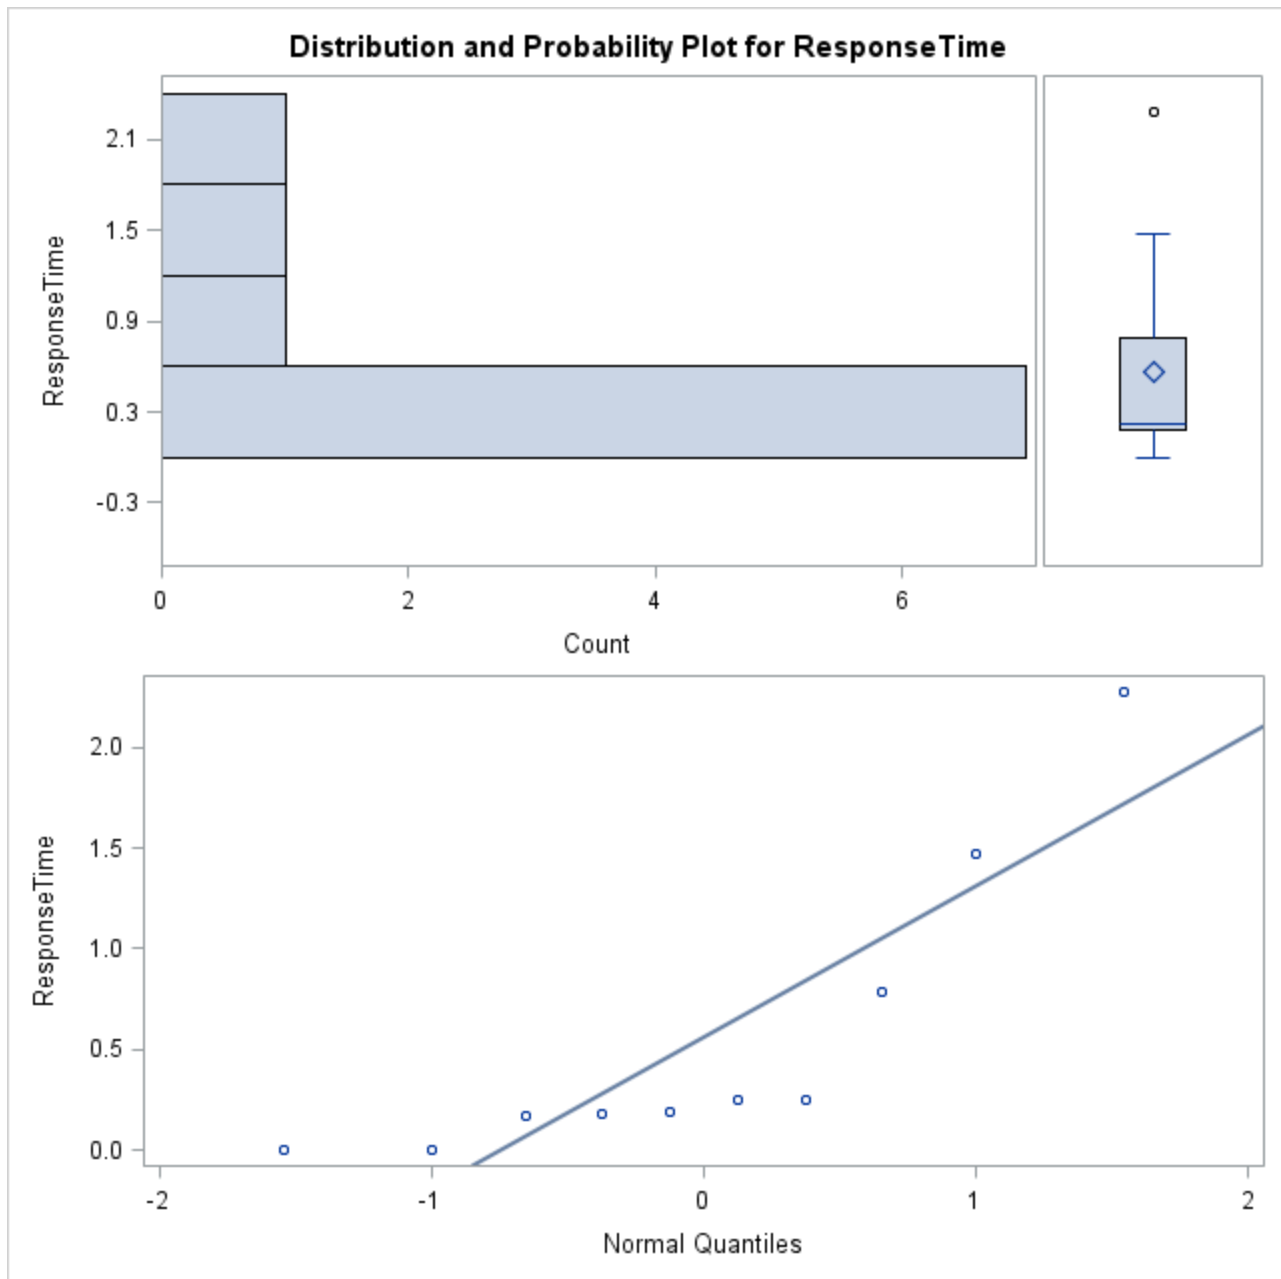 Distribution and Probability Plot for ResponseTime
ResponseTime
2.1
1.5
0.9
0.3
-0.3
0 2 4 6
Count
ResponseTime
2.0
1.5
1.0
0.5
0.0
-2 -1 0 1 2
Normal Quantiles